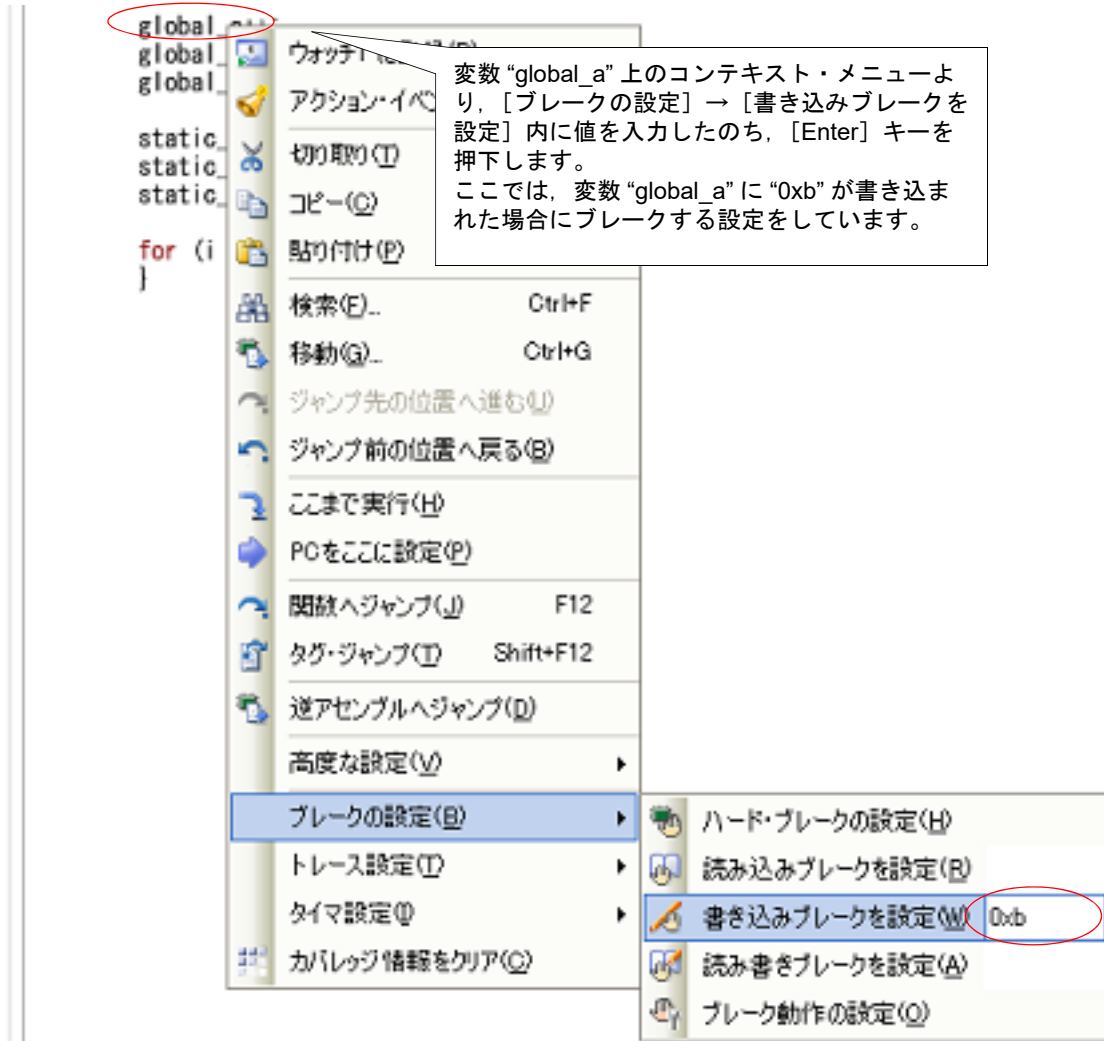 global_
global_
global_
static_
static_
static_
for (i
}
変数 “global_a” 上のコンテキスト・メニューよ
り，［ブレークの設定］→［書き込みブレークを
設定］内に値を入力したのち，［Enter］キーを
押下します。
ここでは，変数 “global_a” に “0xb” が書き込ま
れた場合にブレークする設定をしています。
ウォッチ1
アクション・イベン
切り取り(T)
コピー(C)
貼り付け(P)
検索(F)... Ctrl+F
移動(G)... Ctrl+G
ジャンプ先の位置へ進む(U)
ジャンプ前の位置へ戻る(B)
ここまで実行(H)
PCをここに設定(P)
関数へジャンプ(J) F12
タグ・ジャンプ(T) Shift+F12
逆アセンブルへジャンプ(D)
高度な設定(V)
ブレークの設定(B)
トレース設定(T)
タイマ設定(I)
カバレッジ情報をクリア(C)
ハード・ブレークの設定(H)
読み込みブレークを設定(R)
書き込みブレークを設定(W) 0xb
読み書きブレークを設定(A)
ブレーク動作の設定(O)